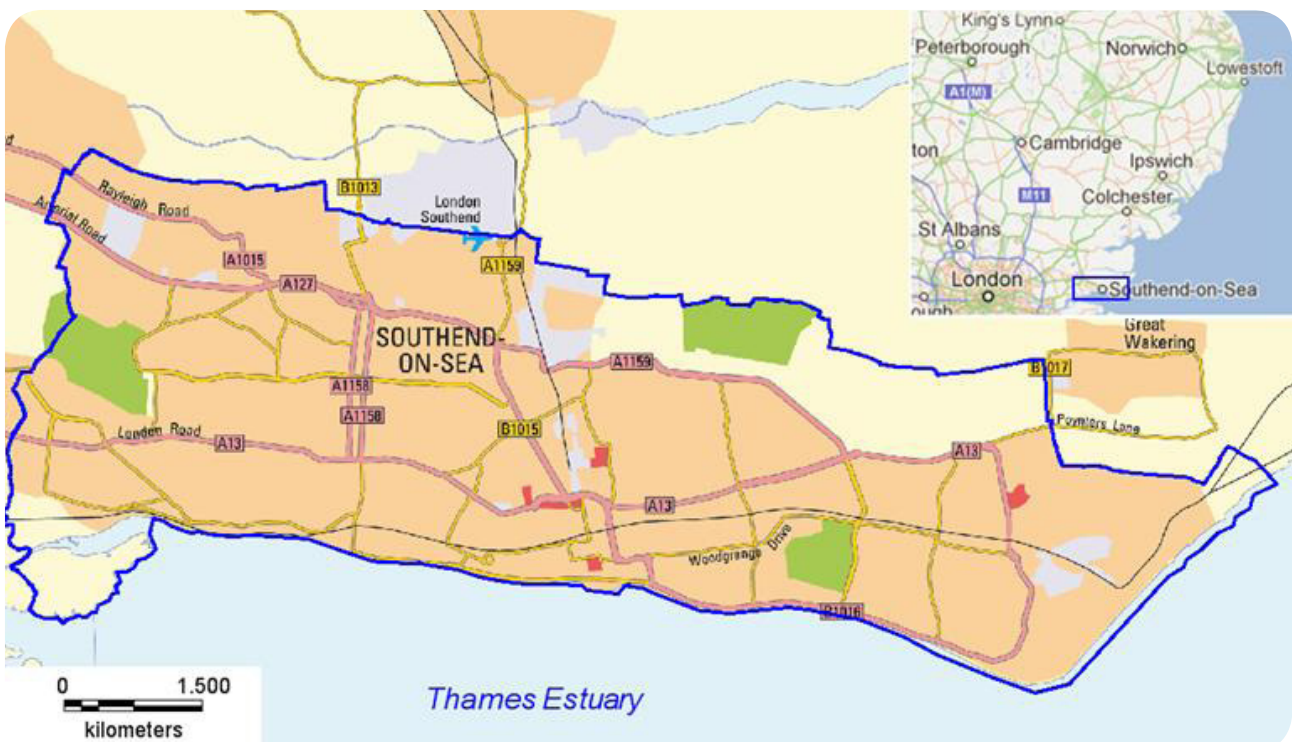 King's Lynn
Peterborough
Norwich
Lowestoft
A1(M)
ton
Cambridge
Ipswich
M11
Colchester
St Albans
London
Southend-on-Sea
ough
d
Rayleigh Road
Arterial Road
B1013
London
Southend
A1015
A1159
A127
SOUTHEND-
ON-SEA
A1159
Great
Wakering
B1017
A1158
A1158
Poynters Lane
London Road
A13
B1015
A13
A13
Woodgrange Drive
B1016
0 1.500
kilometers
Thames Estuary